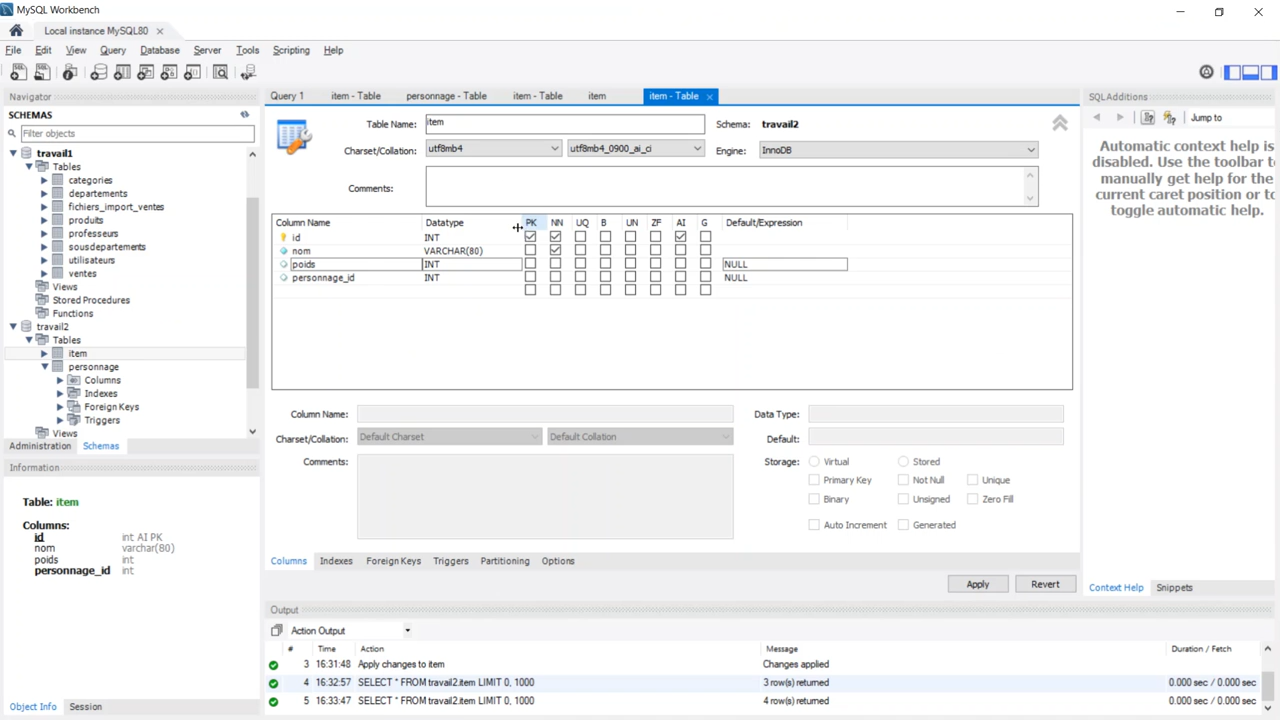 MySQL Workbench
Local instance MySQL80
File Edit View Query Database Server Tools Scripting Help
Navigator
SCHEMAS
Filter objects
travail1
Tables
categories
departements
fichiers_import_ventes
produits
professeurs
sousdepartements
utilisateurs
ventes
Views
Stored Procedures
Functions
travail2
Tables
item
personnage
Columns
Indexes
Foreign Keys
Triggers
Views
Administration Schemas
Information
Table: item
Columns:
id int AI PK
nom varchar(80)
poids int
personnage_id int
Object Info Session
Query 1 item - Table personnage - Table item - Table item item - Table
Table Name: item Schema: travail2
Charset/Collation: utf8mb4 utf8mb4_0900_ai_ci Engine: InnoDB
Comments:
Column Name Datatype PK NN UQ B UN ZF AI G Default/Expression
id INT
nom VARCHAR(80)
poids INT NULL
personnage_id INT NULL
Column Name: Data Type:
Charset/Collation: Default Charset Default Collation Default:
Comments: Storage: Virtual Stored
Primary Key Not Null Unique
Binary Unsigned Zero Fill
Auto Increment Generated
Columns Indexes Foreign Keys Triggers Partitioning Options
Apply Revert
Output
Action Output
# Time Action Message Duration / Fetch
3 16:31:48 Apply changes to item Changes applied
4 16:32:57 SELECT * FROM travail2.item LIMIT 0, 1000 3 row(s) returned 0.000 sec / 0.000 sec
5 16:33:47 SELECT * FROM travail2.item LIMIT 0, 1000 4 row(s) returned 0.000 sec / 0.000 sec
SQLAdditions
Jump to
Automatic context help is
disabled. Use the toolbar
manually get help for the
current caret position or to
toggle automatic help.
Context Help Snippets